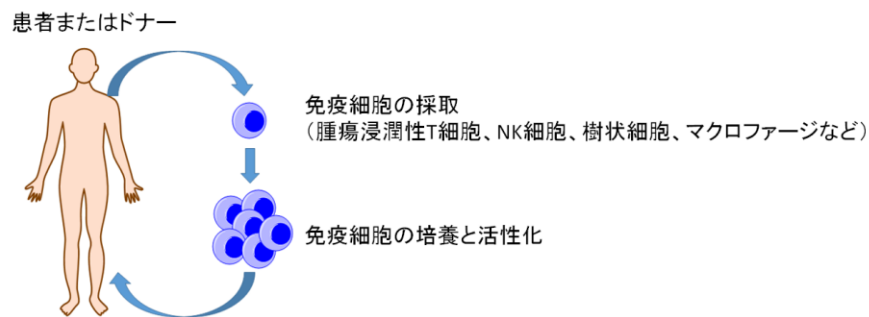 患者またはドナー
免疫細胞の採取
（腫瘍浸潤性T細胞、NK細胞、樹状細胞、マクロファージなど）
免疫細胞の培養と活性化